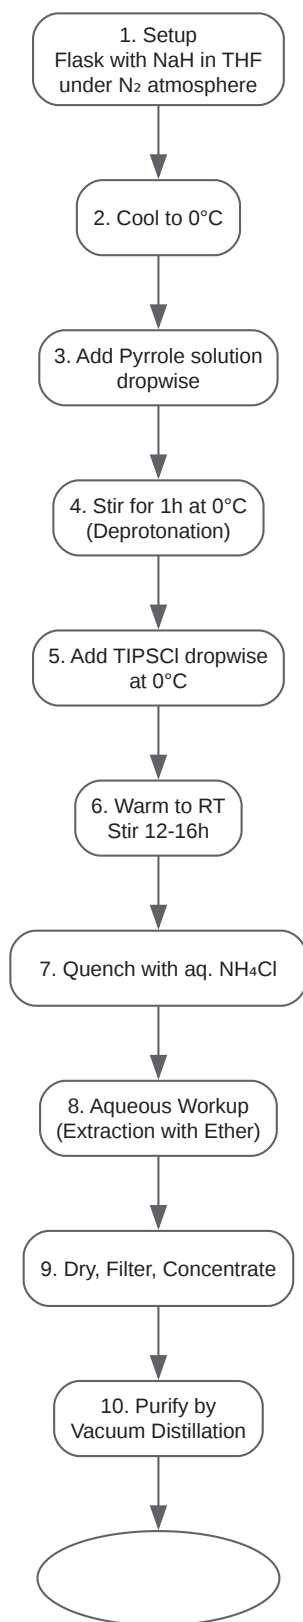 1. Setup
Flask with NaH in THF
under N₂ atmosphere
2. Cool to 0°C
3. Add Pyrrole solution
dropwise
4. Stir for 1h at 0°C
(Deprotonation)
5. Add TIPSCl dropwise
at 0°C
6. Warm to RT
Stir 12-16h
7. Quench with aq. NH₄Cl
8. Aqueous Workup
(Extraction with Ether)
9. Dry, Filter, Concentrate
10. Purify by
Vacuum Distillation